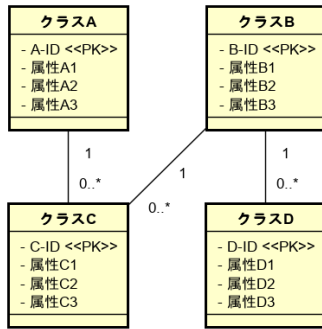 クラスA
- A-ID <<PK>>
- 属性A1
- 属性A2
- 属性A3
クラスB
- B-ID <<PK>>
- 属性B1
- 属性B2
- 属性B3
1
0..*
1
0..*
1
0..*
クラスC
- C-ID <<PK>>
- 属性C1
- 属性C2
- 属性C3
クラスD
- D-ID <<PK>>
- 属性D1
- 属性D2
- 属性D3